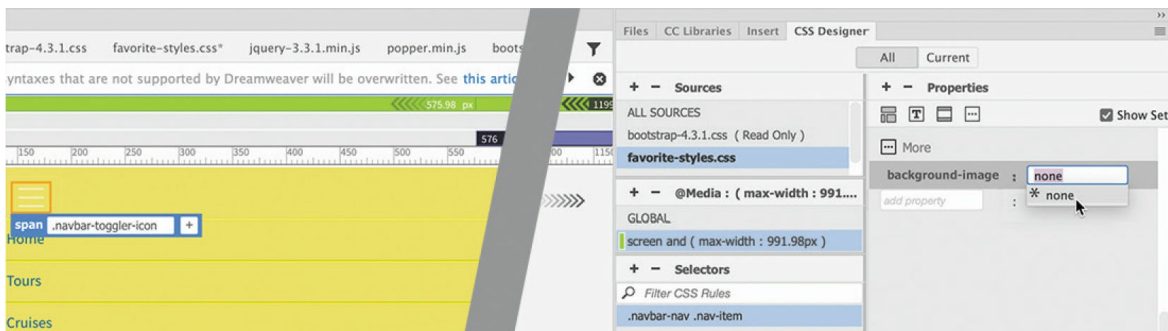 trap-4.3.1.css favorite-styles.css* jquery-3.3.1.min.js popper.min.js boots
yntaxes that are not supported by Dreamweaver will be overwritten. See this artic
575.98 px 1199
576
150 200 250 300 350 400 450 500 550 00 115
span .navbar-toggler-icon +
Home
Tours
Cruises
Files CC Libraries Insert CSS Designer
All Current
+ - Sources
ALL SOURCES
bootstrap-4.3.1.css ( Read Only )
favorite-styles.css
+ - @Media : ( max-width : 991....
GLOBAL
screen and ( max-width : 991.98px )
+ - Selectors
Filter CSS Rules
.navbar-nav .nav-item
+ - Properties
T Show Set
More
background-image : none
* none
add property :